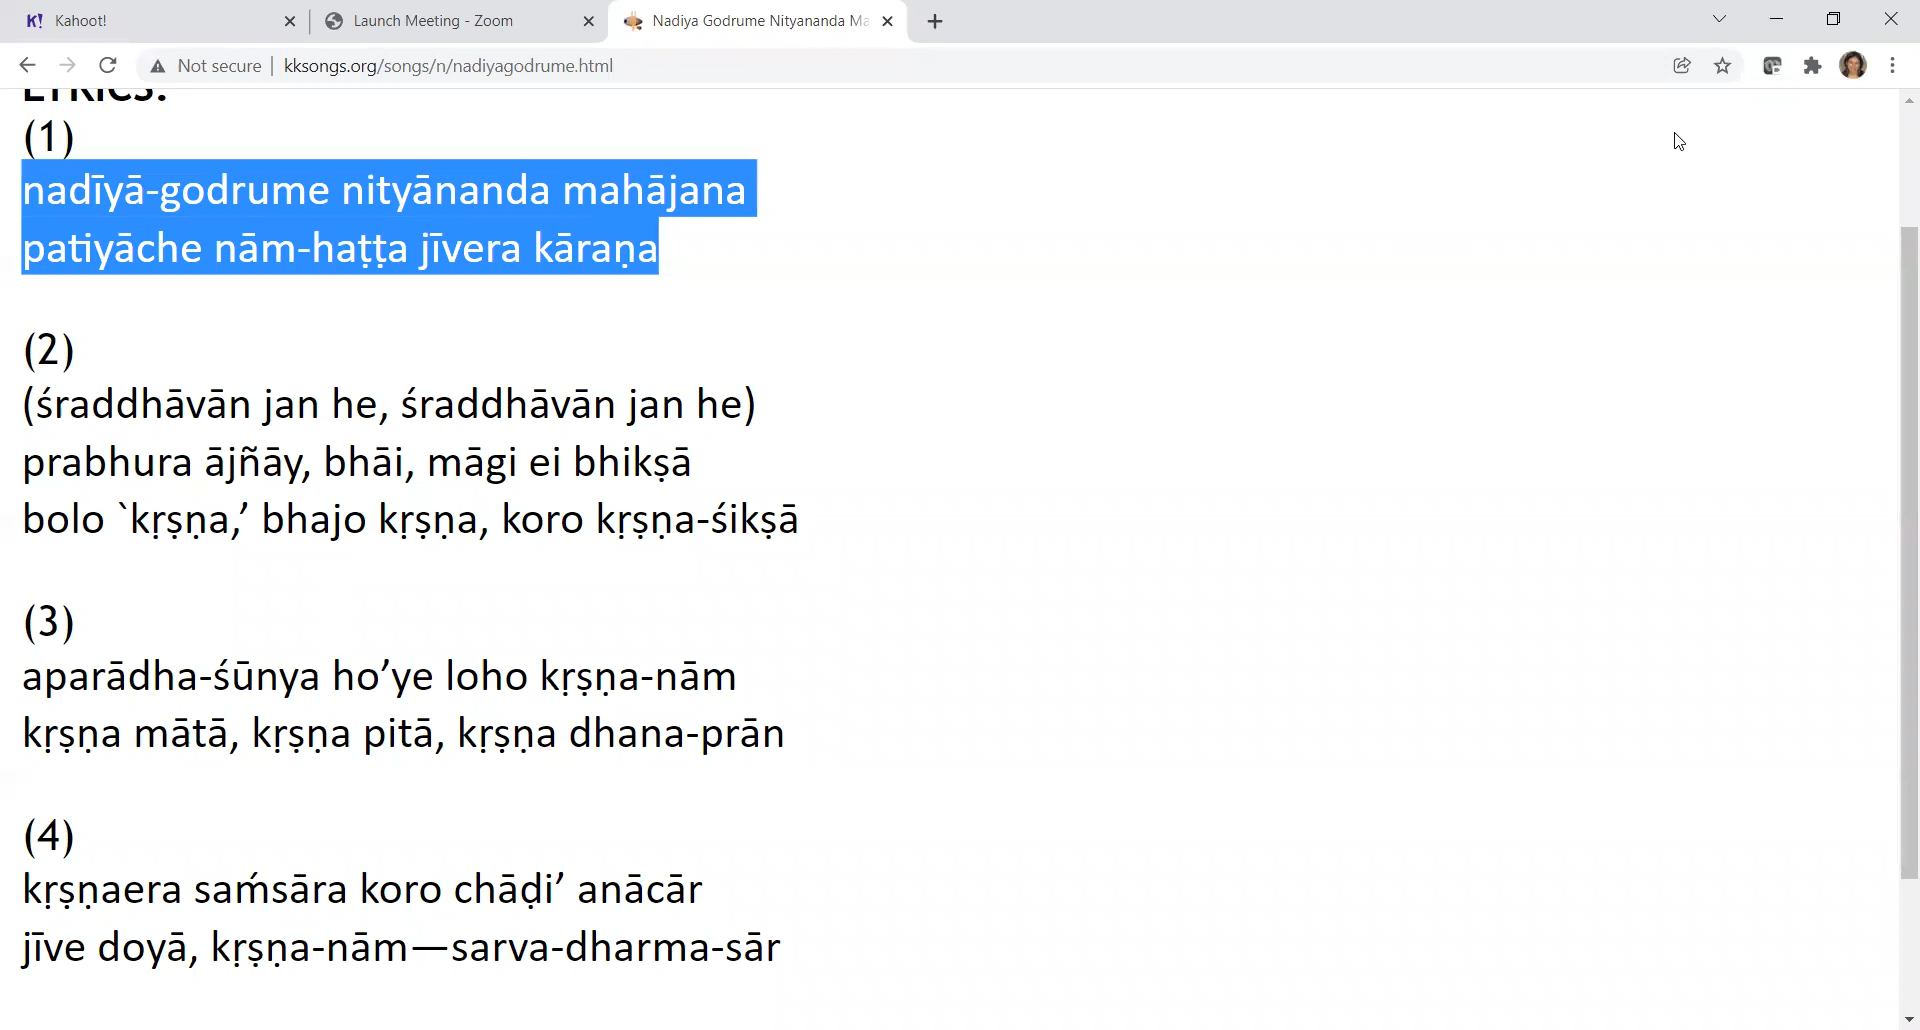 Kahoot!
Launch Meeting - Zoom
Nadiya Godrume Nityananda Ma
Not secure
kksongs.org/songs/n/nadiyagodrume.html
LYRICS:
(1)
nadīyā-godrume nityānanda mahājana
patiyāche nām-haṭṭa jīvera kāraṇa
(2)
(śraddhāvān jan he, śraddhāvān jan he)
prabhura ājñāy, bhāi, māgi ei bhikṣā
bolo `kṛṣṇa,’ bhajo kṛṣṇa, koro kṛṣṇa-śikṣā
(3)
aparādha-śūnya ho’ye loho kṛṣṇa-nām
kṛṣṇa mātā, kṛṣṇa pitā, kṛṣṇa dhana-prān
(4)
kṛṣṇaera saḿsāra koro chāḍi’ anācār
jīve doyā, kṛṣṇa-nām—sarva-dharma-sār